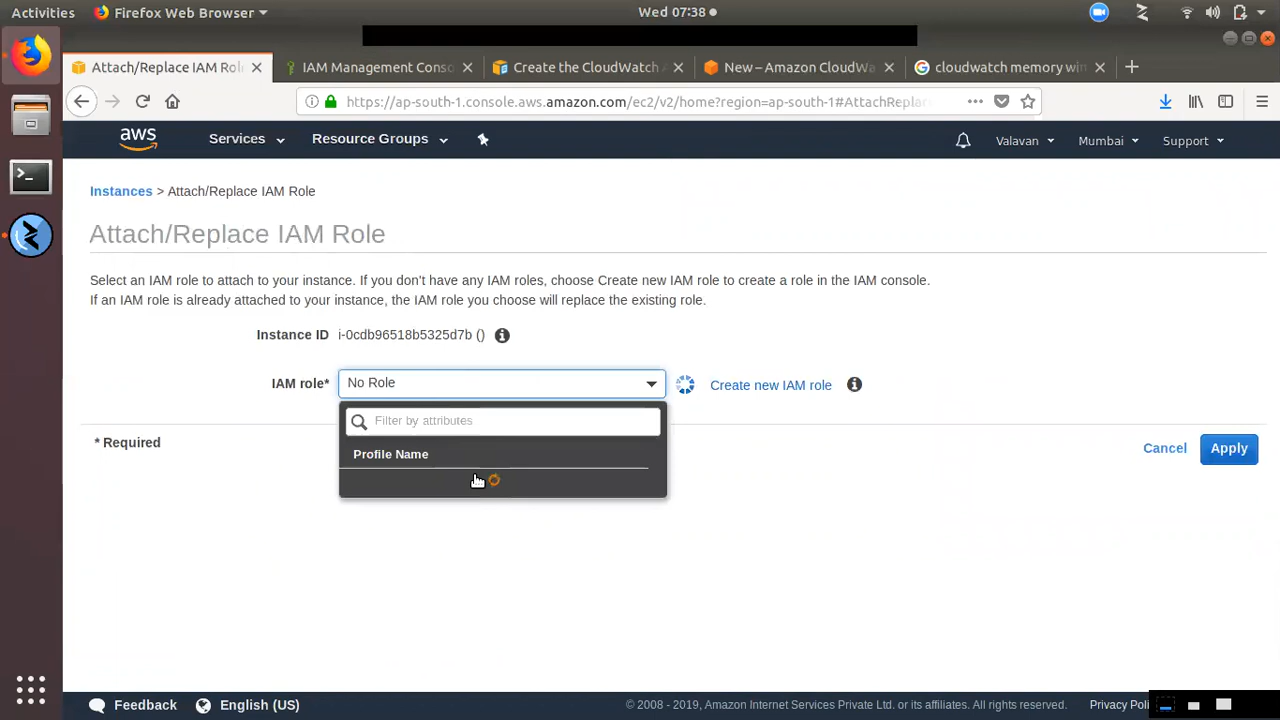 Activities
Firefox Web Browser
Wed 07:38
Attach/Replace IAM Rol
IAM Management Conso
Create the CloudWatch A
New – Amazon CloudWa
cloudwatch memory win
https://ap-south-1.console.aws.amazon.com/ec2/v2/home?region=ap-south-1#AttachReplac
aws
Services
Resource Groups
Valavan
Mumbai
Support
Instances > Attach/Replace IAM Role
Attach/Replace IAM Role
Select an IAM role to attach to your instance. If you don't have any IAM roles, choose Create new IAM role to create a role in the IAM console.
If an IAM role is already attached to your instance, the IAM role you choose will replace the existing role.
Instance ID i-0cdb96518b5325d7b ()
IAM role* No Role
Create new IAM role
Filter by attributes
Profile Name
* Required
Cancel
Apply
Feedback
English (US)
© 2008 - 2019, Amazon Internet Services Private Ltd. or its affiliates. All rights reserved.
Privacy Poli